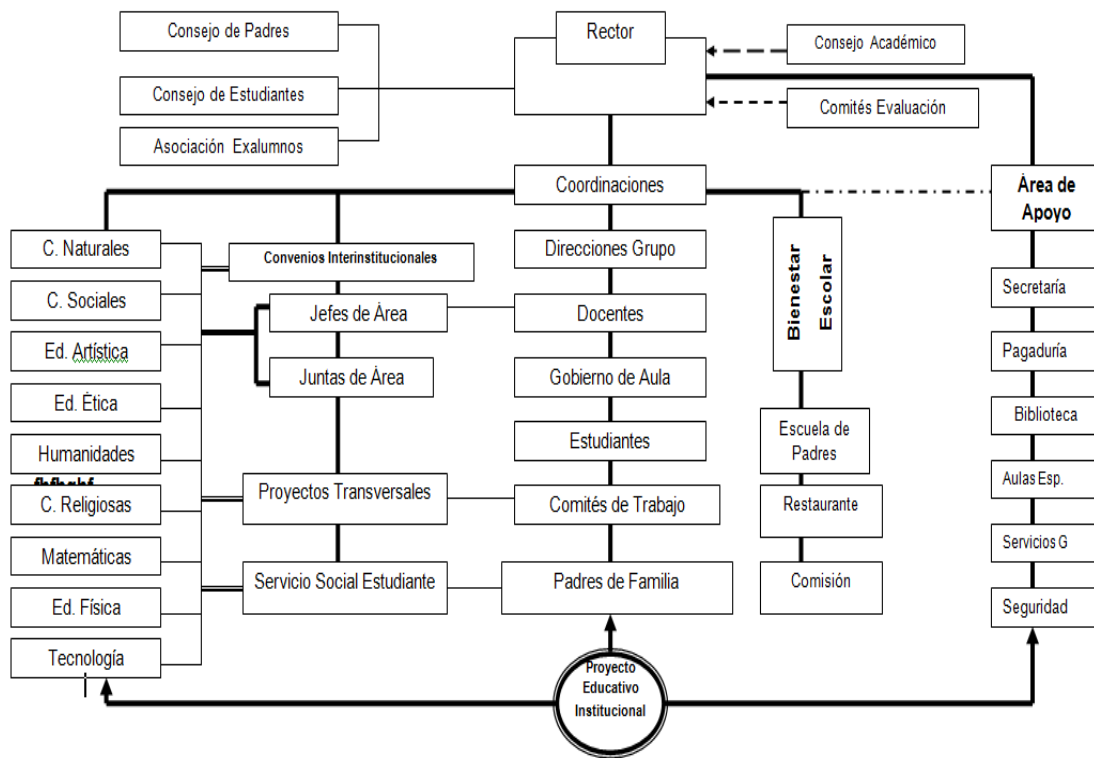 Consejo de Padres
Rector
Consejo Académico
Consejo de Estudiantes
Comités Evaluación
Asociación Exalumnos
Coordinaciones
Área de
Apoyo
C. Naturales
Convenios Interinstitucionales
Direcciones Grupo
Bienestar
Escolar
C. Sociales
Jefes de Área
Docentes
Secretaría
Ed. Artística
Juntas de Área
Gobierno de Aula
Pagaduría
Ed. Ética
Estudiantes
Escuela de
Padres
Biblioteca
Humanidades
C. Religiosas
Proyectos Transversales
Comités de Trabajo
Restaurante
Aulas Esp.
Matemáticas
Servicio Social Estudiante
Padres de Familia
Comisión
Servicios G
Ed. Física
Seguridad
Tecnología
Proyecto
Educativo
Institucional